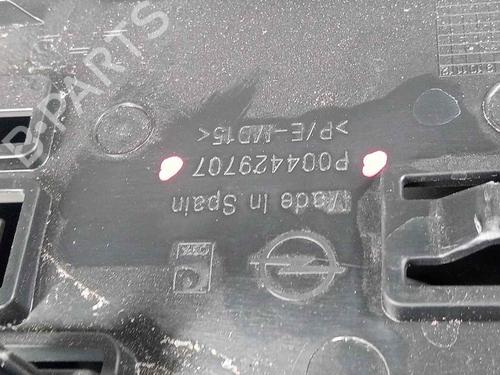 Made In Spain
P004429707
>P/E-MD15<
B-PARTS